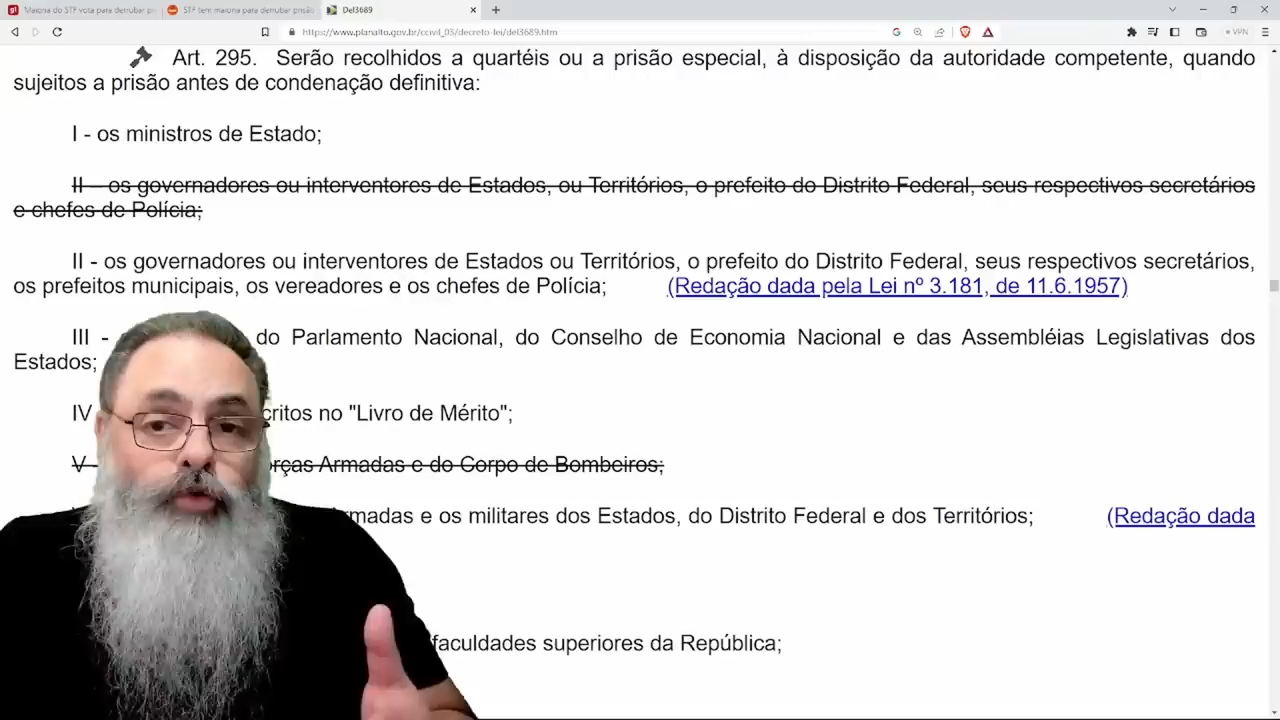 Maioria do STF vota para derrubar pr
STF tem maioria para derrubar prisã
Del3689
https://www.planalto.gov.br/ccivil_03/decreto-lei/del3689.htm
VPN
Art. 295. Serão recolhidos a quartéis ou a prisão especial, à disposição da autoridade competente, quando
sujeitos a prisão antes de condenação definitiva:
I - os ministros de Estado;
II – os governadores ou interventores de Estados, ou Territórios, o prefeito do Distrito Federal, seus respectivos secretários
e chefes de Polícia;
II - os governadores ou interventores de Estados ou Territórios, o prefeito do Distrito Federal, seus respectivos secretários,
os prefeitos municipais, os vereadores e os chefes de Polícia; (Redação dada pela Lei nº 3.181, de 11.6.1957)
III - do Parlamento Nacional, do Conselho de Economia Nacional e das Assembléias Legislativas dos
Estados;
IV critos no "Livro de Mérito";
V - rças Armadas e do Corpo de Bombeiros;
madas e os militares dos Estados, do Distrito Federal e dos Territórios; (Redação dada
faculdades superiores da República;